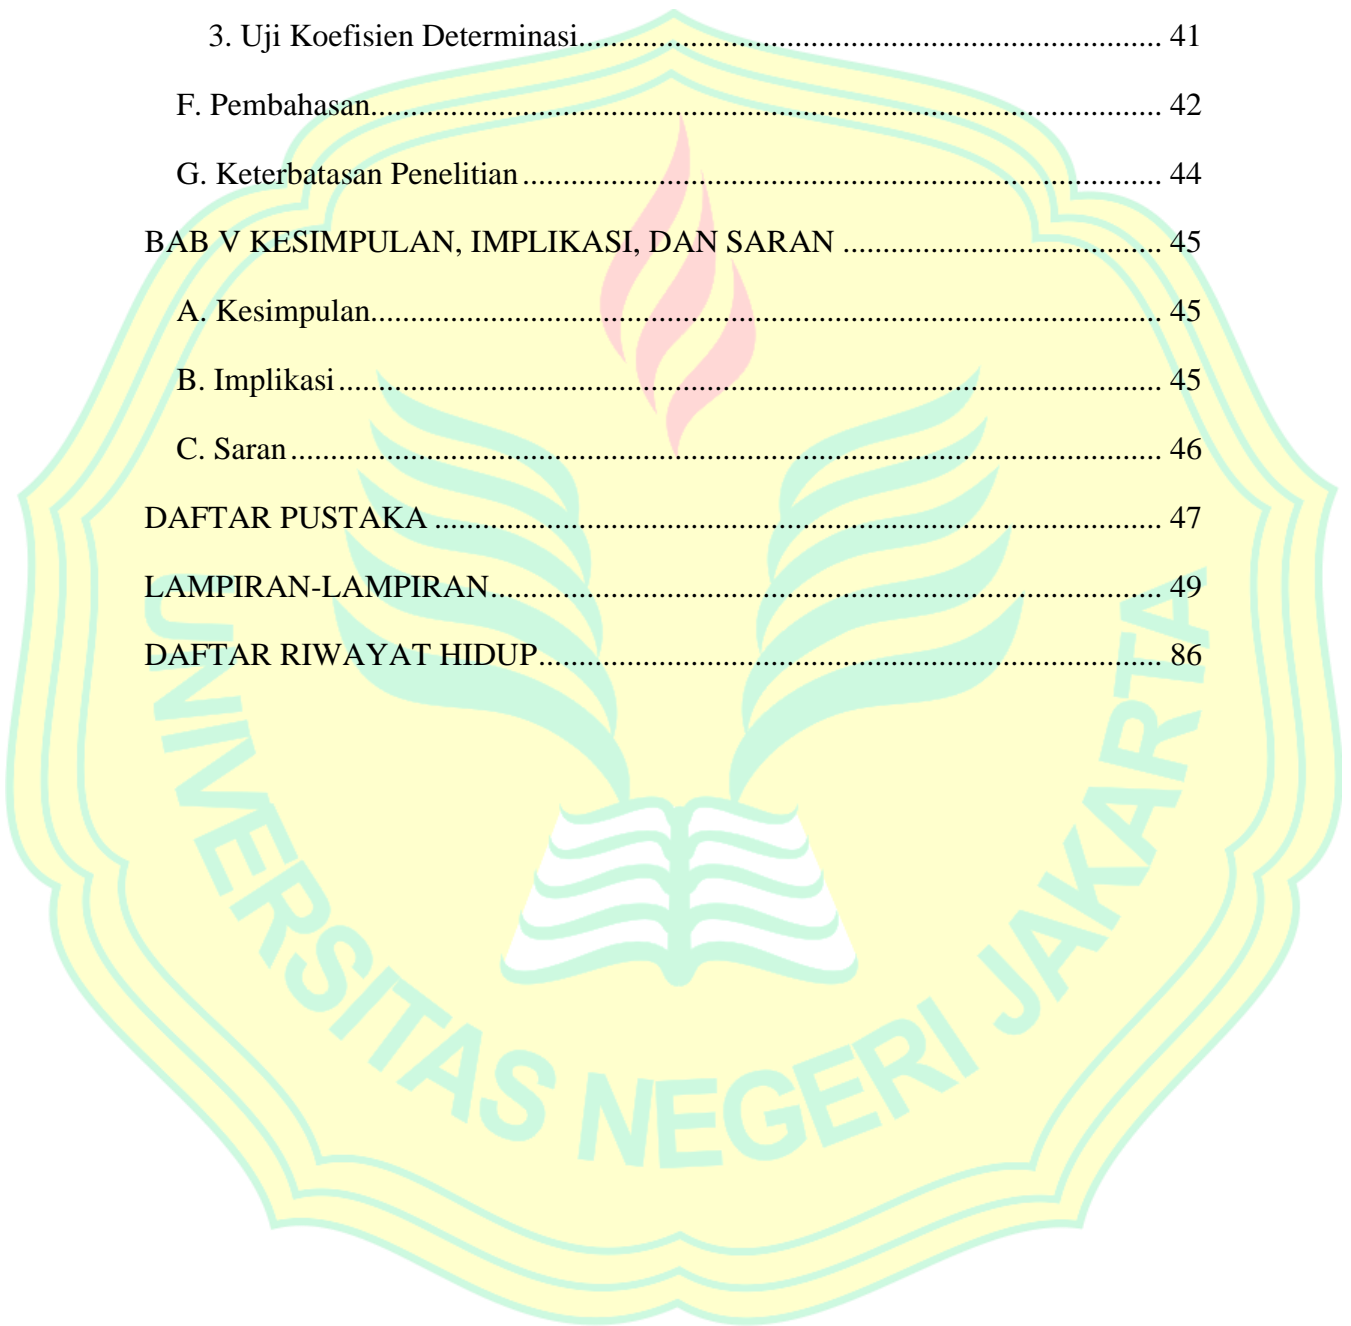 3. Uji Koefisien Determinasi........................................................................ 41
F. Pembahasan.................................................................................................. 42
G. Keterbatasan Penelitian ............................................................................... 44
BAB V KESIMPULAN, IMPLIKASI, DAN SARAN ....................................... 45
A. Kesimpulan.................................................................................................. 45
B. Implikasi ...................................................................................................... 45
C. Saran ............................................................................................................ 46
DAFTAR PUSTAKA .......................................................................................... 47
LAMPIRAN-LAMPIRAN................................................................................... 49
DAFTAR RIWAYAT HIDUP............................................................................. 86
UNIVERSITAS NEGERI JAKARTA